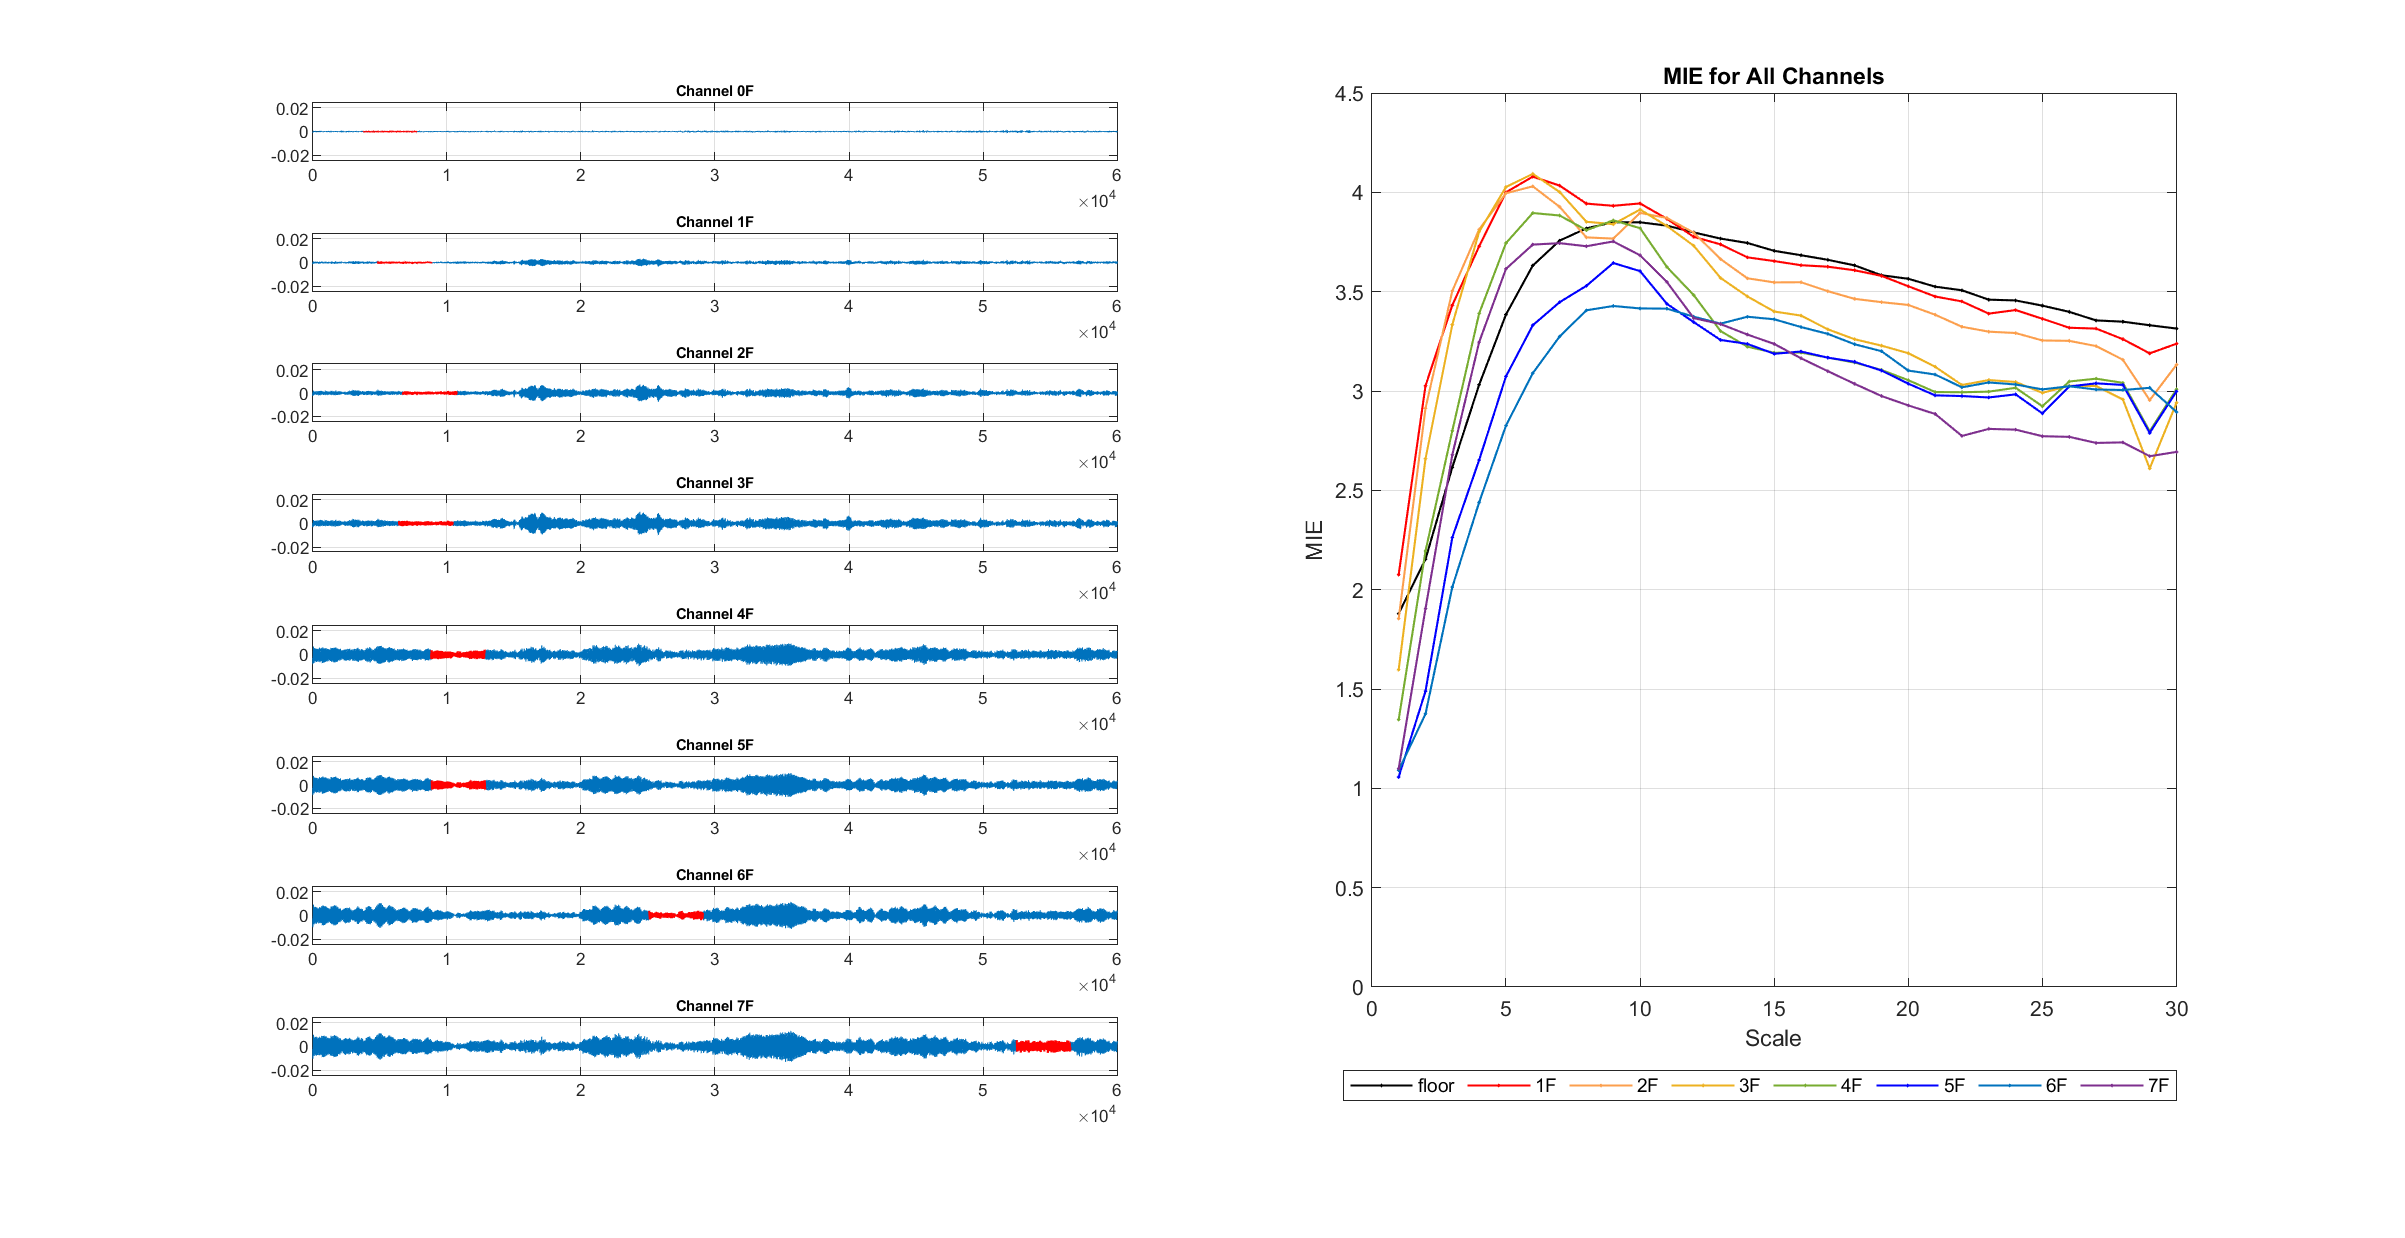 Channel 0F
0.02
0
-0.02
0 1 2 3 4 5 6
×10^4
Channel 1F
0.02
0
-0.02
0 1 2 3 4 5 6
×10^4
Channel 2F
0.02
0
-0.02
0 1 2 3 4 5 6
×10^4
Channel 3F
0.02
0
-0.02
0 1 2 3 4 5 6
×10^4
Channel 4F
0.02
0
-0.02
0 1 2 3 4 5 6
×10^4
Channel 5F
0.02
0
-0.02
0 1 2 3 4 5 6
×10^4
Channel 6F
0.02
0
-0.02
0 1 2 3 4 5 6
×10^4
Channel 7F
0.02
0
-0.02
0 1 2 3 4 5 6
×10^4
MIE for All Channels
4.5
4
3.5
3
2.5
2
1.5
1
0.5
0
MIE
0 5 10 15 20 25 30
Scale
floor 1F 2F 3F 4F 5F 6F 7F